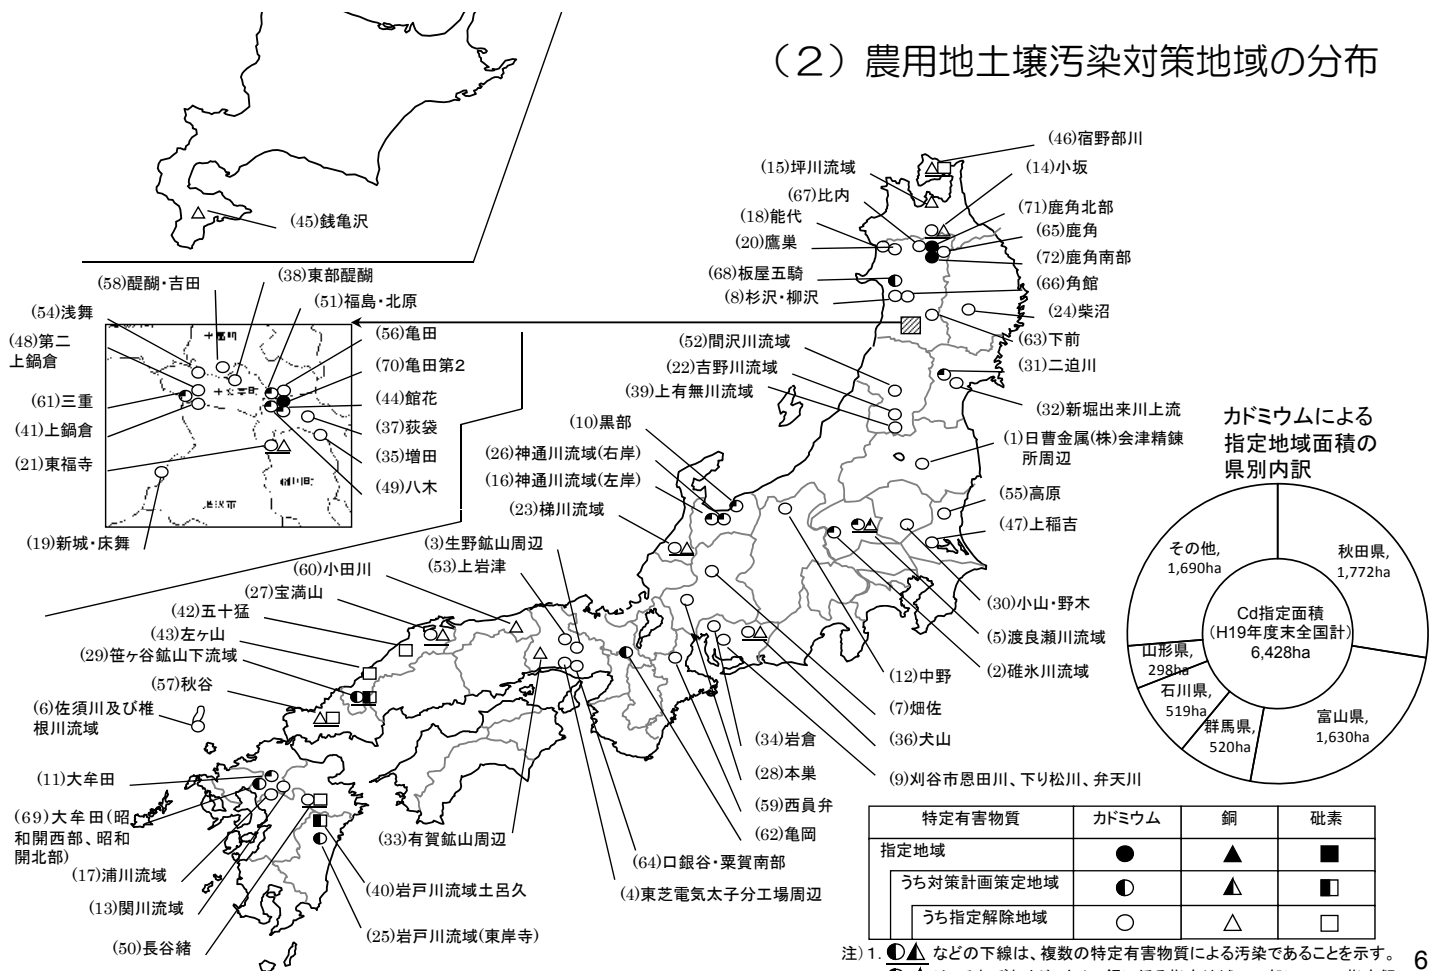 （２）農用地土壌汚染対策地域の分布
(46)宿野部川
(15)坪川流域
(14)小坂
(67)比内
(71)鹿角北部
(18)能代
(65)鹿角
(20)鷹巣
(72)鹿角南部
(68)板屋五騎
(66)角館
(8)杉沢・柳沢
(24)柴沼
(63)下前
(45)銭亀沢
(58)醍醐・吉田
(38)東部醍醐
(51)福島・北原
(54)浅舞
(56)亀田
(48)第二
上鍋倉
(70)亀田第２
(61)三重
(44)館花
(41)上鍋倉
(37)荻袋
(21)東福寺
(35)増田
(49)八木
(19)新城・床舞
(52)間沢川流域
(22)吉野川流域
(39)上有無川流域
(31)二迫川
(32)新堀出来川上流
(10)黒部
(26)神通川流域(右岸)
(16)神通川流域(左岸)
(23)梯川流域
(1)日曹金属(株)会津精錬
所周辺
(55)高原
(47)上稲吉
(3)生野鉱山周辺
(53)上岩津
(60)小田川
(27)宝満山
(42)五十猛
(43)左ヶ山
(29)笹ヶ谷鉱山下流域
(57)秋谷
(6)佐須川及び椎
根川流域
(11)大牟田
(69)大牟田(昭
和開西部、昭和
開北部)
(17)浦川流域
(13)関川流域
(50)長谷緒
(33)有賀鉱山周辺
(40)岩戸川流域土呂久
(25)岩戸川流域(東岸寺)
(30)小山・野木
(5)渡良瀬川流域
(2)碓氷川流域
(12)中野
(7)畑佐
(36)犬山
(34)岩倉
(28)本巣
(9)刈谷市恩田川、下り松川、弁天川
(59)西員弁
(62)亀岡
(64)口銀谷・粟賀南部
(4)東芝電気太子分工場周辺
カドミウムによる
指定地域面積の
県別内訳
その他,
1,690ha
秋田県,
1,772ha
Cd指定面積
（H19年度末全国計）
6,428ha
山形県,
298ha
石川県,
519ha
群馬県,
520ha
富山県,
1,630ha
特定有害物質 カドミウム 銅 砒素
指定地域 ● ▲ ■
うち対策計画策定地域
うち指定解除地域 ○ △ □
注）1. などの下線は、複数の特定有害物質による汚染であることを示す。
6